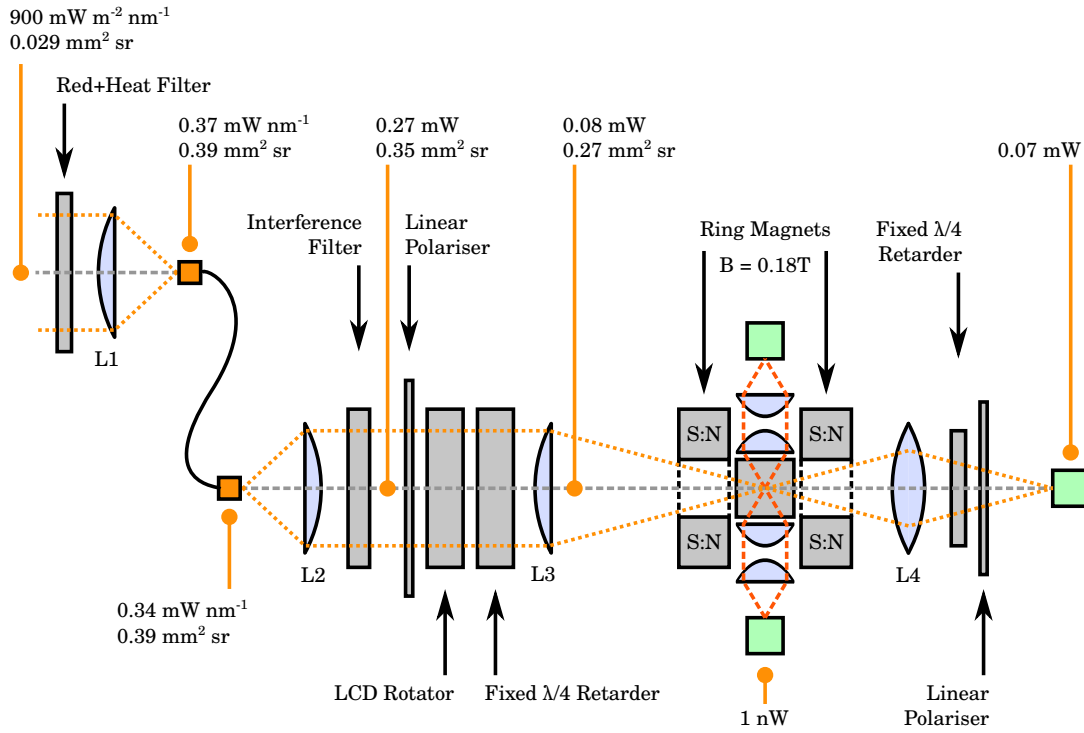 900 mW m-2 nm-1
0.029 mm2 sr
Red+Heat Filter
0.37 mW nm-1
0.39 mm2 sr
0.27 mW
0.35 mm2 sr
0.08 mW
0.27 mm2 sr
0.07 mW
Interference
Filter
Linear
Polariser
Ring Magnets
B = 0.18T
Fixed λ/4
Retarder
L1
S:N
S:N
L2
L3
S:N
S:N
L4
0.34 mW nm-1
0.39 mm2 sr
LCD Rotator
Fixed λ/4 Retarder
1 nW
Linear
Polariser